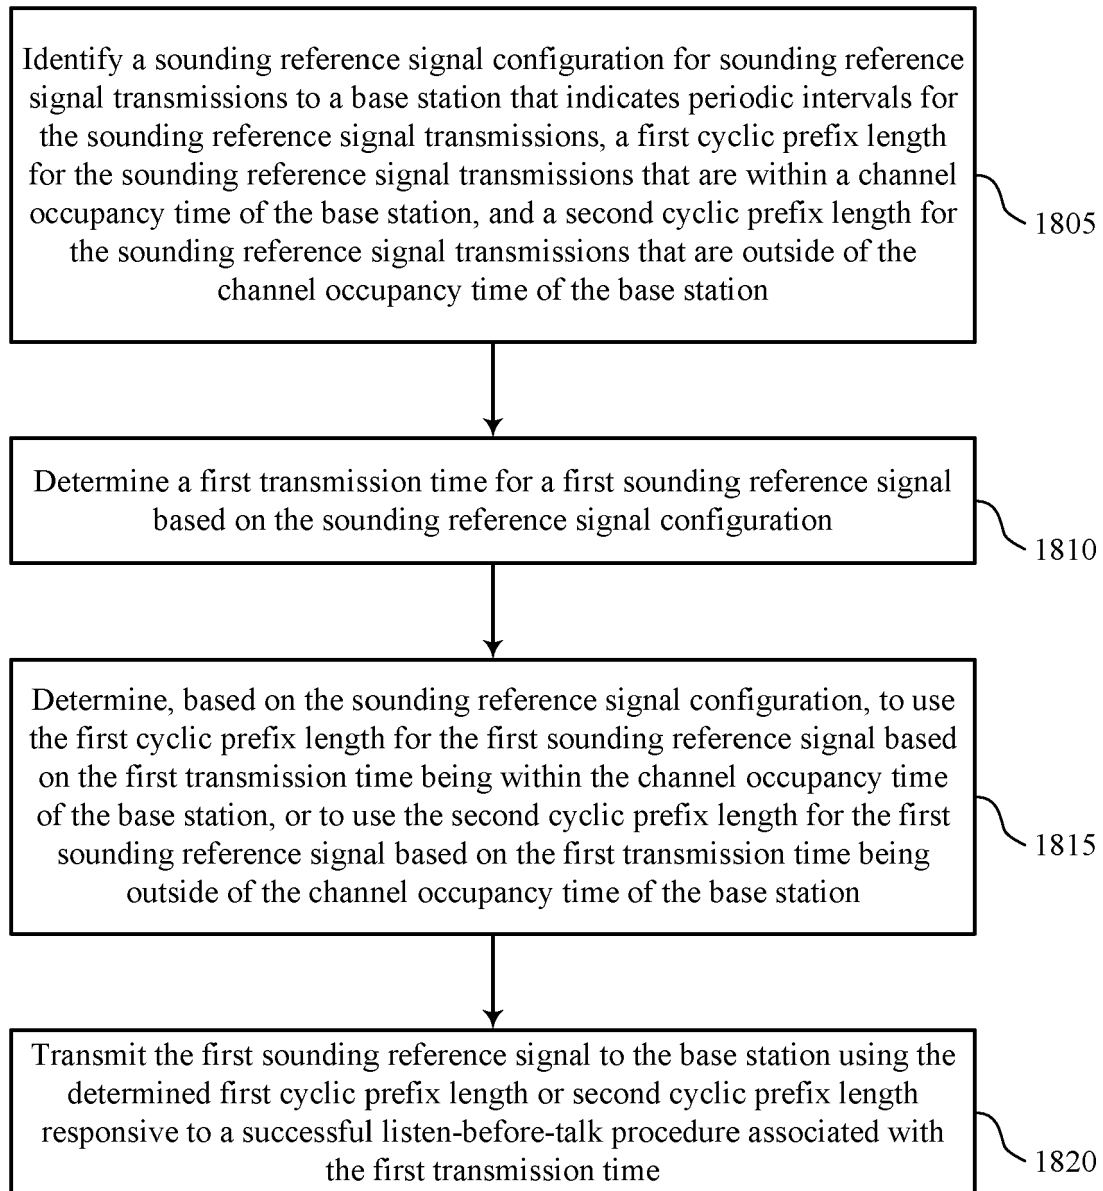 Identify a sounding reference signal configuration for sounding reference
signal transmissions to a base station that indicates periodic intervals for
the sounding reference signal transmissions, a first cyclic prefix length
for the sounding reference signal transmissions that are within a channel
occupancy time of the base station, and a second cyclic prefix length for
the sounding reference signal transmissions that are outside of the
channel occupancy time of the base station
1805
Determine a first transmission time for a first sounding reference signal
based on the sounding reference signal configuration
1810
Determine, based on the sounding reference signal configuration, to use
the first cyclic prefix length for the first sounding reference signal based
on the first transmission time being within the channel occupancy time
of the base station, or to use the second cyclic prefix length for the first
sounding reference signal based on the first transmission time being
outside of the channel occupancy time of the base station
1815
Transmit the first sounding reference signal to the base station using the
determined first cyclic prefix length or second cyclic prefix length
responsive to a successful listen-before-talk procedure associated with
the first transmission time
1820